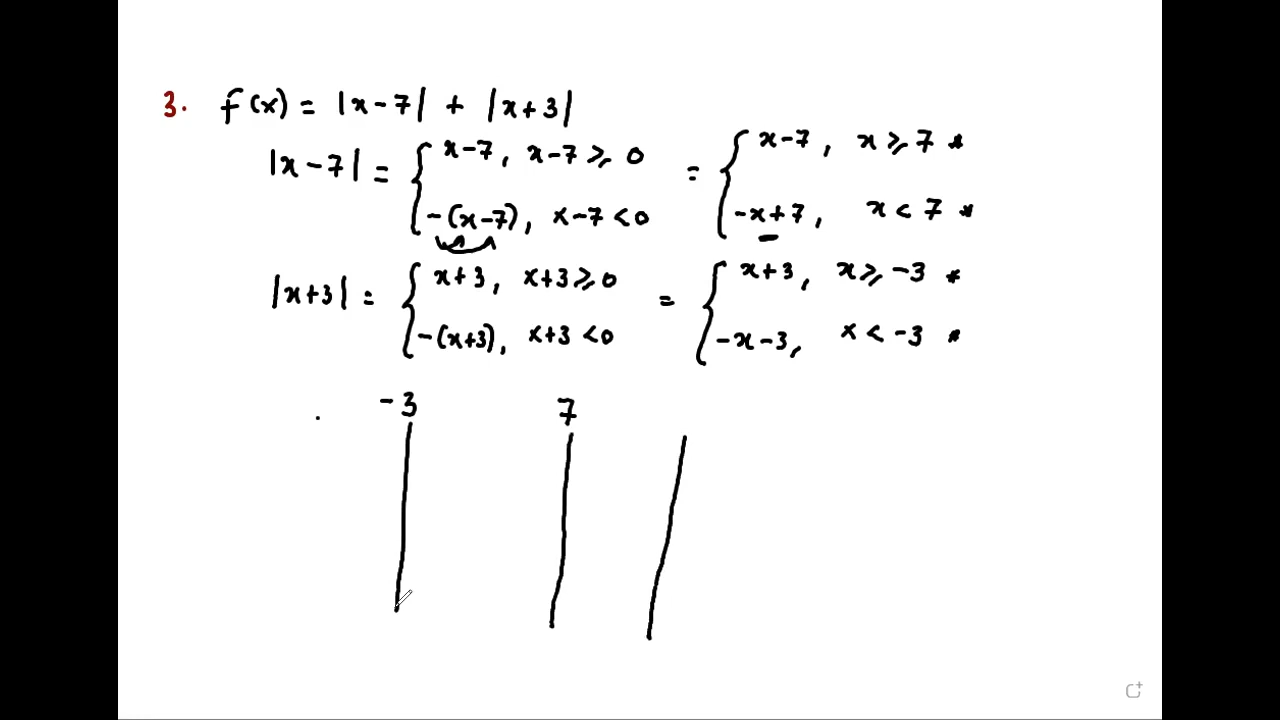 3. f(x) = |x-7| + |x+3|
|x-7| = { x-7, x-7 ⩾ 0 = { x-7, x ⩾ 7 *
-(x-7), x-7 < 0 -x+7, x < 7 *
|x+3| = { x+3, x+3 ⩾ 0 = { x+3, x ⩾ -3 *
-(x+3), x+3 < 0 -x-3, x < -3 *
-3 7